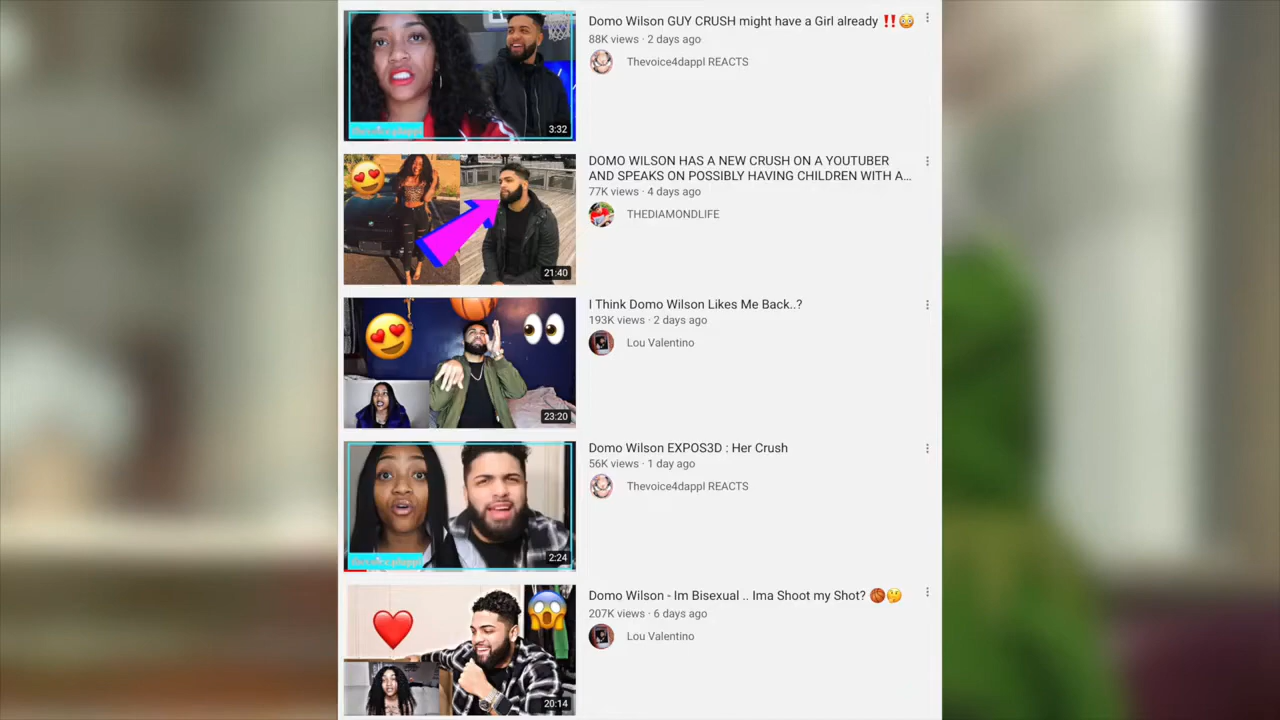 Domo Wilson GUY CRUSH might have a Girl already ‼️😳
88K views · 2 days ago
Thevoice4dappl REACTS
3:32
DOMO WILSON HAS A NEW CRUSH ON A YOUTUBER
AND SPEAKS ON POSSIBLY HAVING CHILDREN WITH A...
77K views · 4 days ago
THEDIAMONDLIFE
21:40
I Think Domo Wilson Likes Me Back..?
193K views · 2 days ago
Lou Valentino
23:20
Domo Wilson EXPOS3D : Her Crush
56K views · 1 day ago
Thevoice4dappl REACTS
2:24
Domo Wilson - Im Bisexual .. Ima Shoot my Shot? 🏀🤔
207K views · 6 days ago
Lou Valentino
20:14